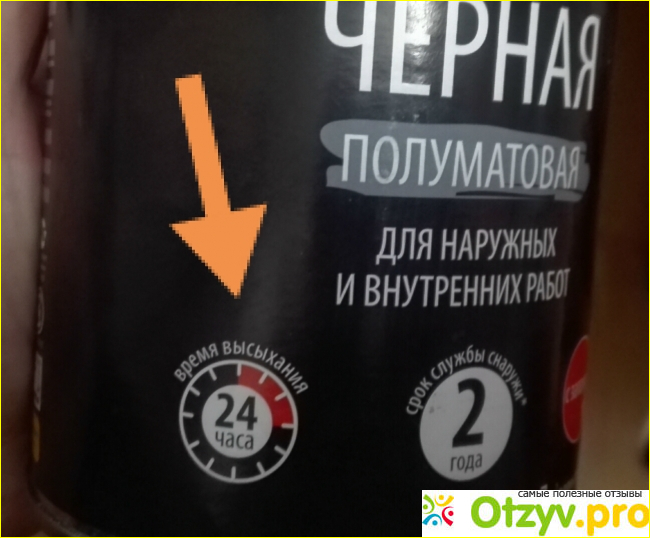 ЧЕРНАЯ
ПОЛУМАТОВАЯ
ДЛЯ НАРУЖНЫХ
И ВНУТРЕННИХ РАБОТ
время высыхания
24
часа
срок службы снаружи*
2
года
самые полезные отзывы
Otzyv.pro